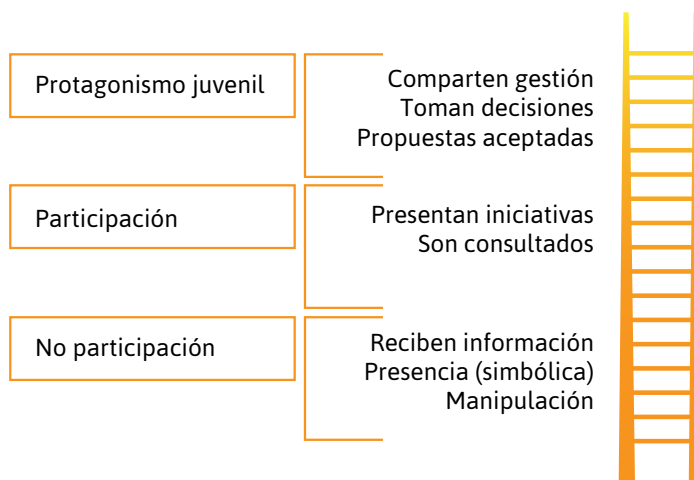 Protagonismo juvenil
Comparten gestión
Toman decisiones
Propuestas aceptadas
Participación
Presentan iniciativas
Son consultados
No participación
Reciben información
Presencia (simbólica)
Manipulación